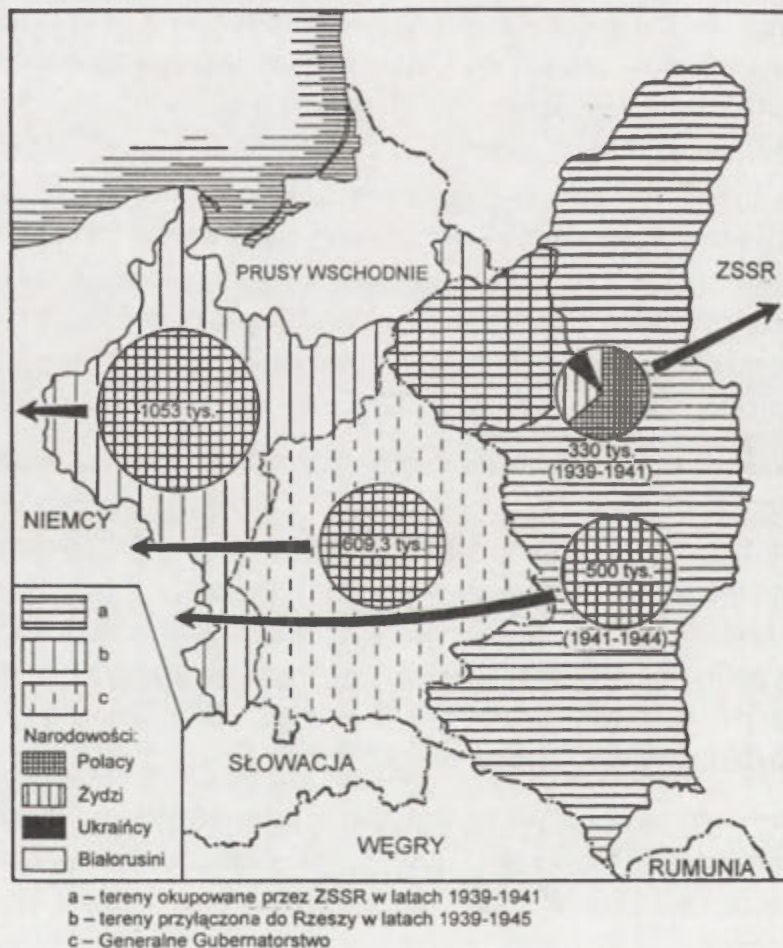 PRUSY WSCHODNIE
ZSSR
1053 tys.
330 tys.
(1939-1941)
NIEMCY
609,3 tys.
500 tys.
(1941-1944)
a
b
c
Narodowości:
Polacy
Żydzi
Ukraińcy
Białorusini
SŁOWACJA
WĘGRY
RUMUNIA
a – tereny okupowane przez ZSSR w latach 1939-1941
b – tereny przyłączona do Rzeszy w latach 1939-1945
c – Generalne Gubernatorstwo